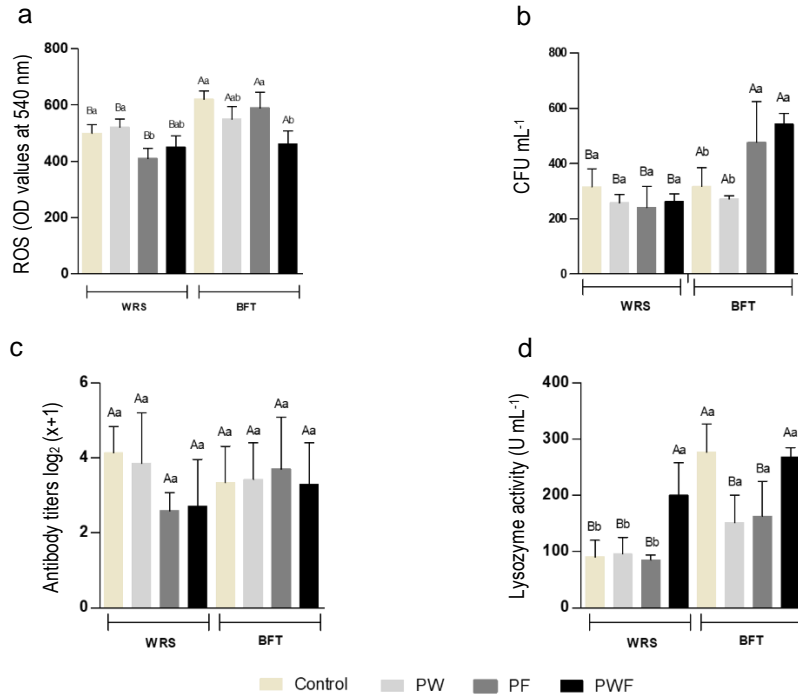 a
800
600
400
200
0
ROS (OD values at 540 nm)
Ba Ba Bb Bab Aa Aab Aa Ab
WRS BFT
b
800
600
400
200
0
CFU mL-1
Ba Ba Ba Ba Ab Ab Aa Aa
WRS BFT
c
6
4
2
0
Antibody titers log2 (x+1)
Aa Aa Aa Aa Aa Aa Aa Aa
WRS BFT
d
400
300
200
100
0
Lysozyme activity (U mL-1)
Bb Bb Bb Aa Aa Ba Ba Aa
WRS BFT
Control PW PF PWF